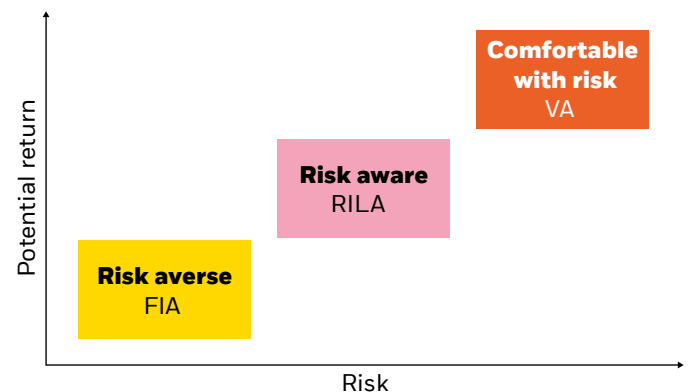 Comfortable
with risk
VA
Potential return
Risk aware
RILA
Risk averse
FIA
Risk